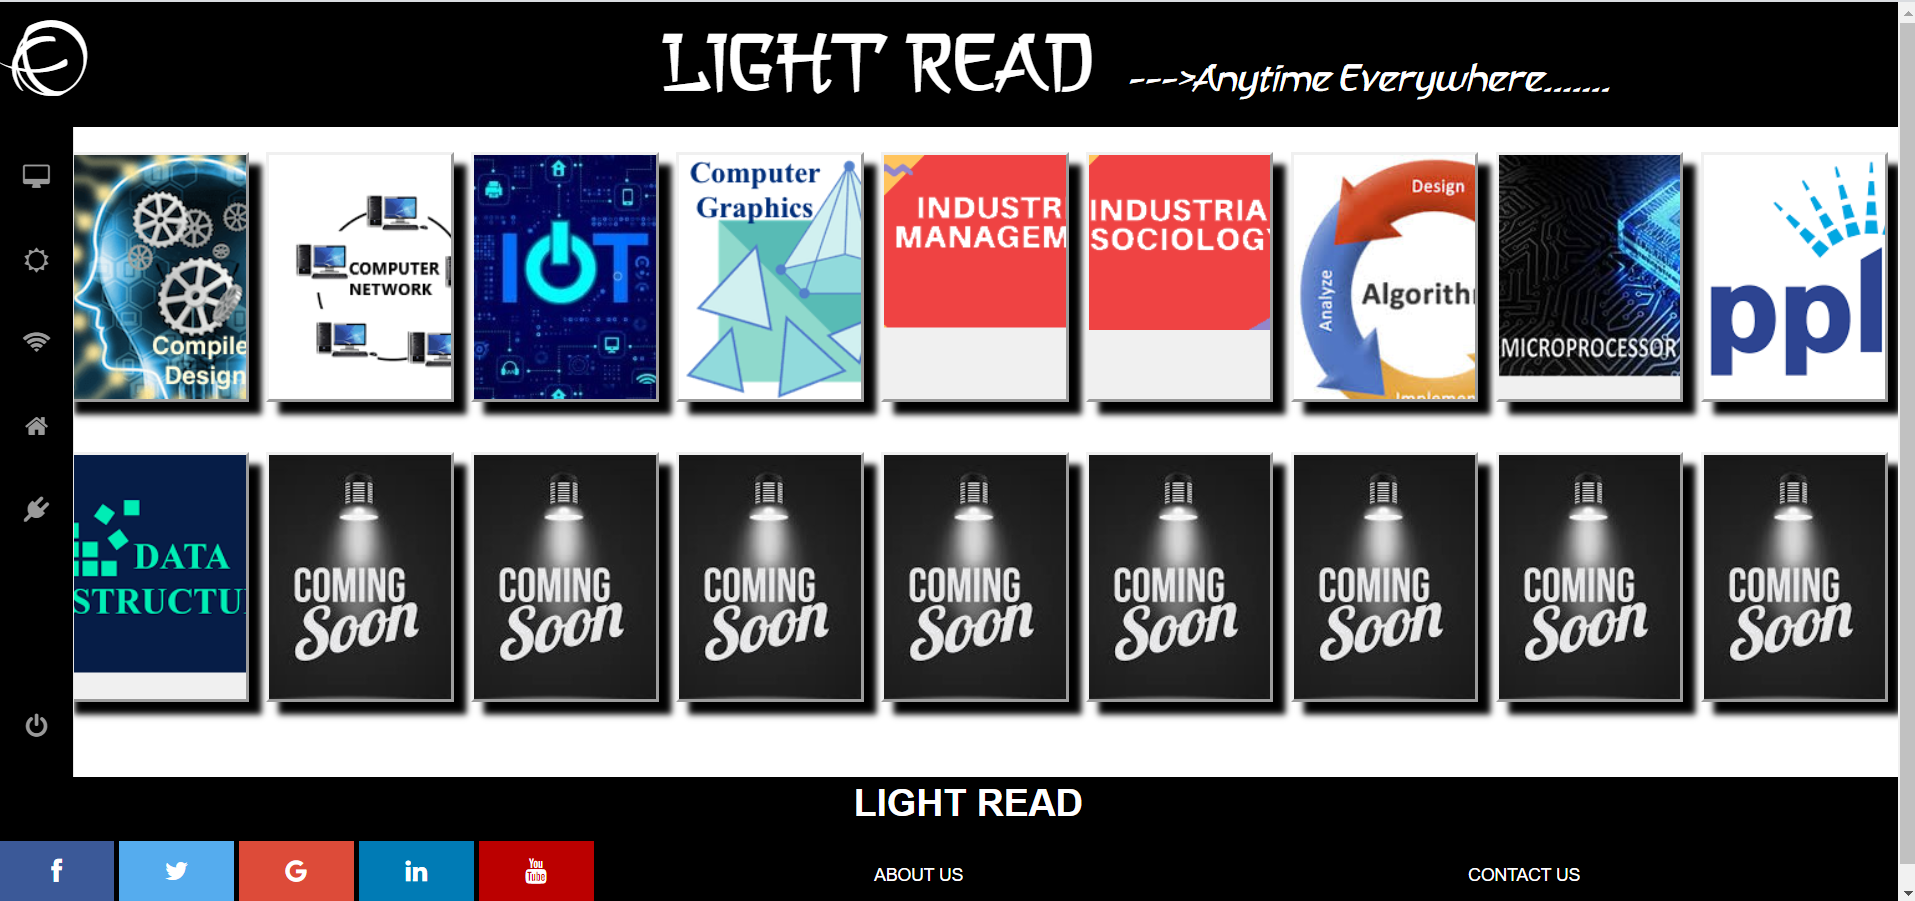 LIGHT READ
--->Anytime Everywhere.......
Compile
Design
COMPUTER
NETWORK
IOT
Computer
Graphics
INDUSTR
MANAGEM
INDUSTRIA
SOCIOLOGY
Design
Analyze
Algorith
Implemen
MICROPROCESSOR
ppl
DATA
STRUCTU
COMING
Soon
COMING
Soon
COMING
Soon
COMING
Soon
COMING
Soon
COMING
Soon
COMING
Soon
COMING
Soon
LIGHT READ
f
G
in
You
Tube
ABOUT US
CONTACT US